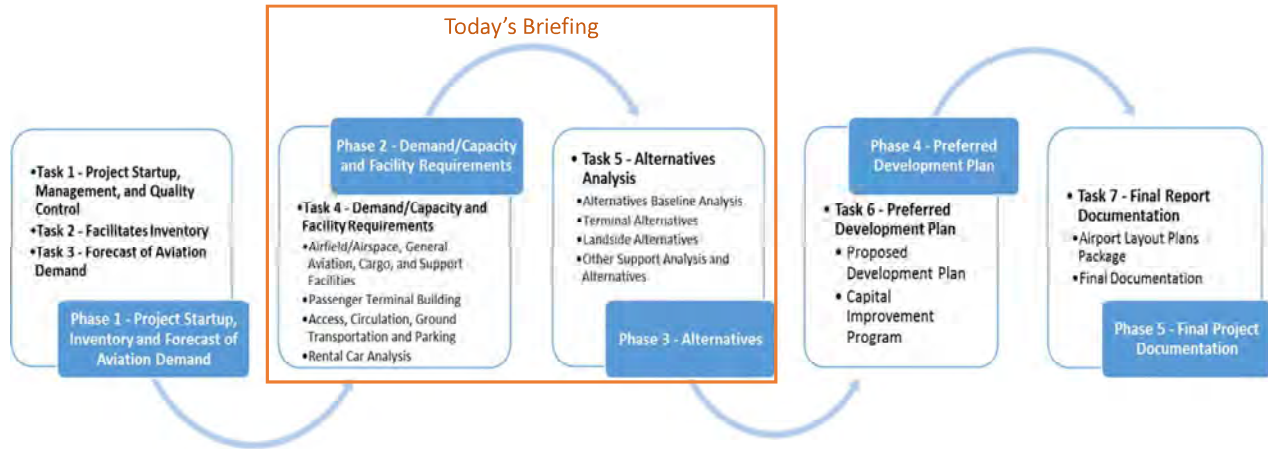 Today's Briefing
•Task 1 - Project Startup,
Management, and Quality
Control
•Task 2 - Facilitates Inventory
•Task 3 - Forecast of Aviation
Demand
Phase 1 - Project Startup,
Inventory and Forecast of
Aviation Demand
Phase 2 - Demand/Capacity
and Facility Requirements
Task 4 - Demand/Capacity and
Facility Requirements
•Airfield/Airspace, General
Aviation, Cargo, and Support
Facilities
•Passenger Terminal Building
•Access, Circulation, Ground
Transportation and Parking
•Rental Car Analysis
• Task 5 - Alternatives
Analysis
•Alternatives Baseline Analysis
•Terminal Alternatives
•Landside Alternatives
•Other Support Analysis and
Alternatives
Phase 3 - Alternatives
Phase 4 - Preferred
Development Plan
• Task 6 - Preferred
Development Plan
• Proposed
Development Plan
• Capital
Improvement
Program
• Task 7 - Final Report
Documentation
•Airport Layout Plans
Package
•Final Documentation
Phase 5 - Final Project
Documentation